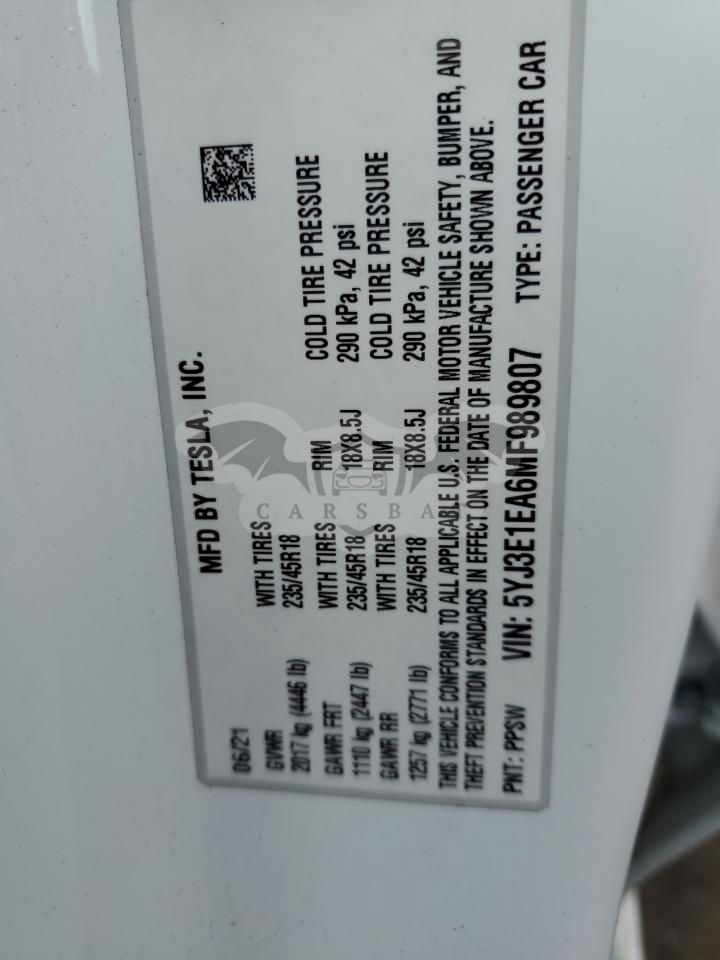 MFD BY TESLA, INC.
06/21
GVWR WITH TIRES RIM COLD TIRE PRESSURE
2017 kg (4446 lb) 235/45R18 18X8.5J 290 kPa, 42 psi
GAWR FRT WITH TIRES RIM COLD TIRE PRESSURE
1110 kg (2447 lb) 235/45R18 18X8.5J 290 kPa, 42 psi
GAWR RR WITH TIRES
1257 kg (2771 lb) 235/45R18
THIS VEHICLE CONFORMS TO ALL APPLICABLE U.S. FEDERAL MOTOR VEHICLE SAFETY, BUMPER, AND
THEFT PREVENTION STANDARDS IN EFFECT ON THE DATE OF MANUFACTURE SHOWN ABOVE.
PNT: PPSW VIN: 5YJ3E1EA6MF989807 TYPE: PASSENGER CAR
CARSBA